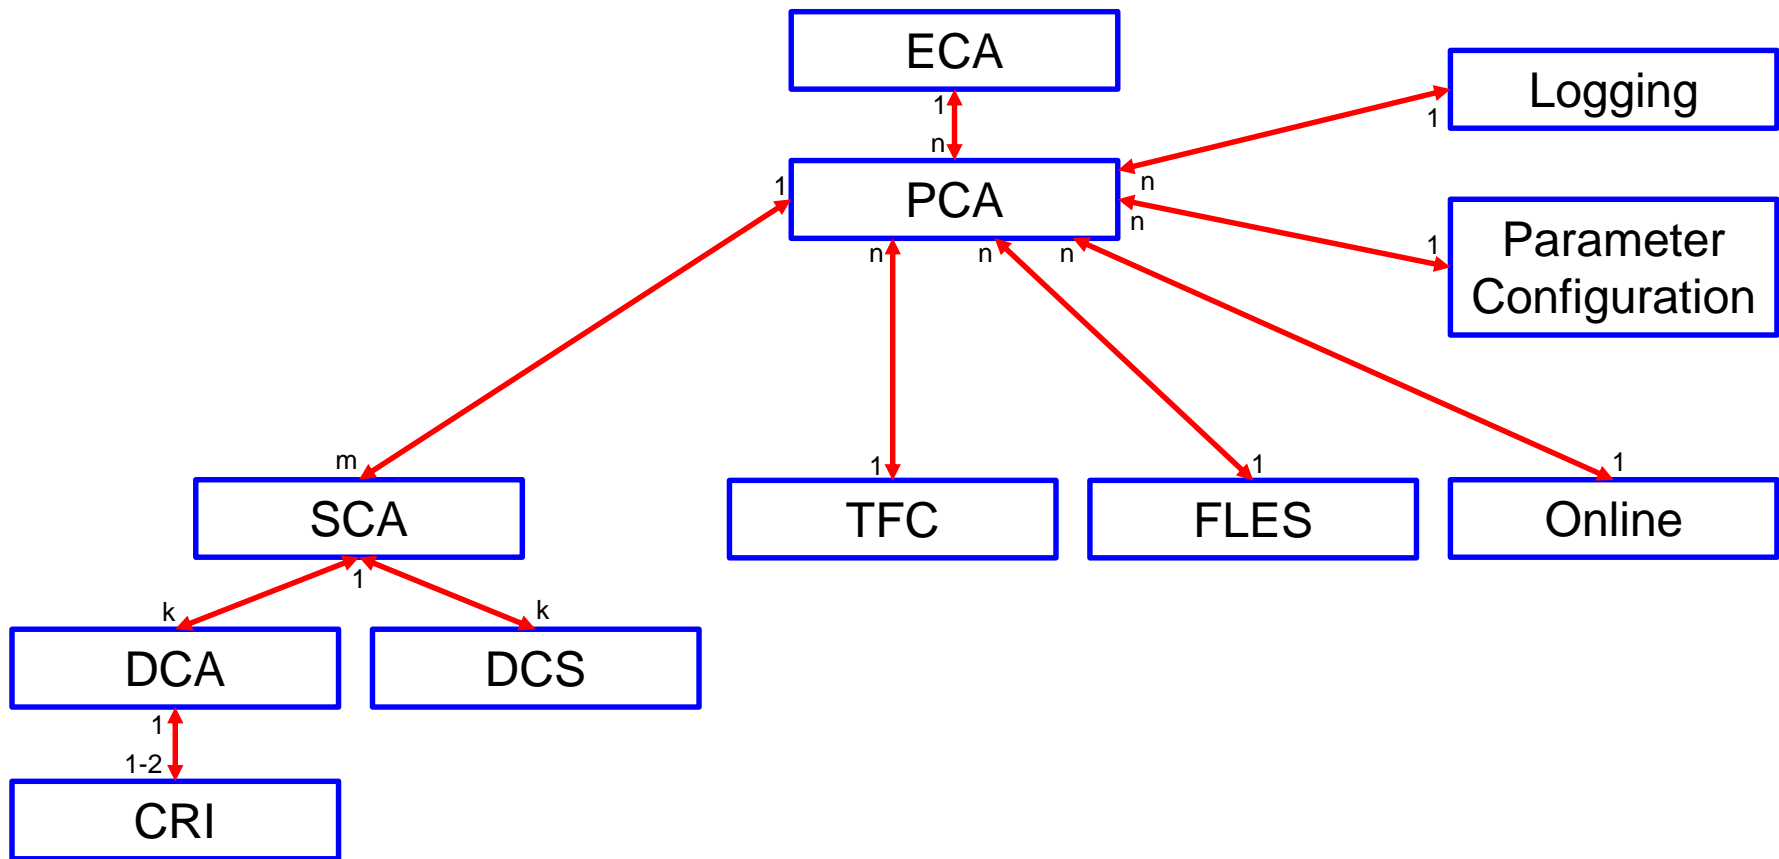 ECA
Logging
1
1
n
PCA
1
n
n
Parameter
Configuration
1
n
n
n
m
1
1
1
SCA
TFC
FLES
Online
1
k
k
DCA
DCS
1
1-2
CRI